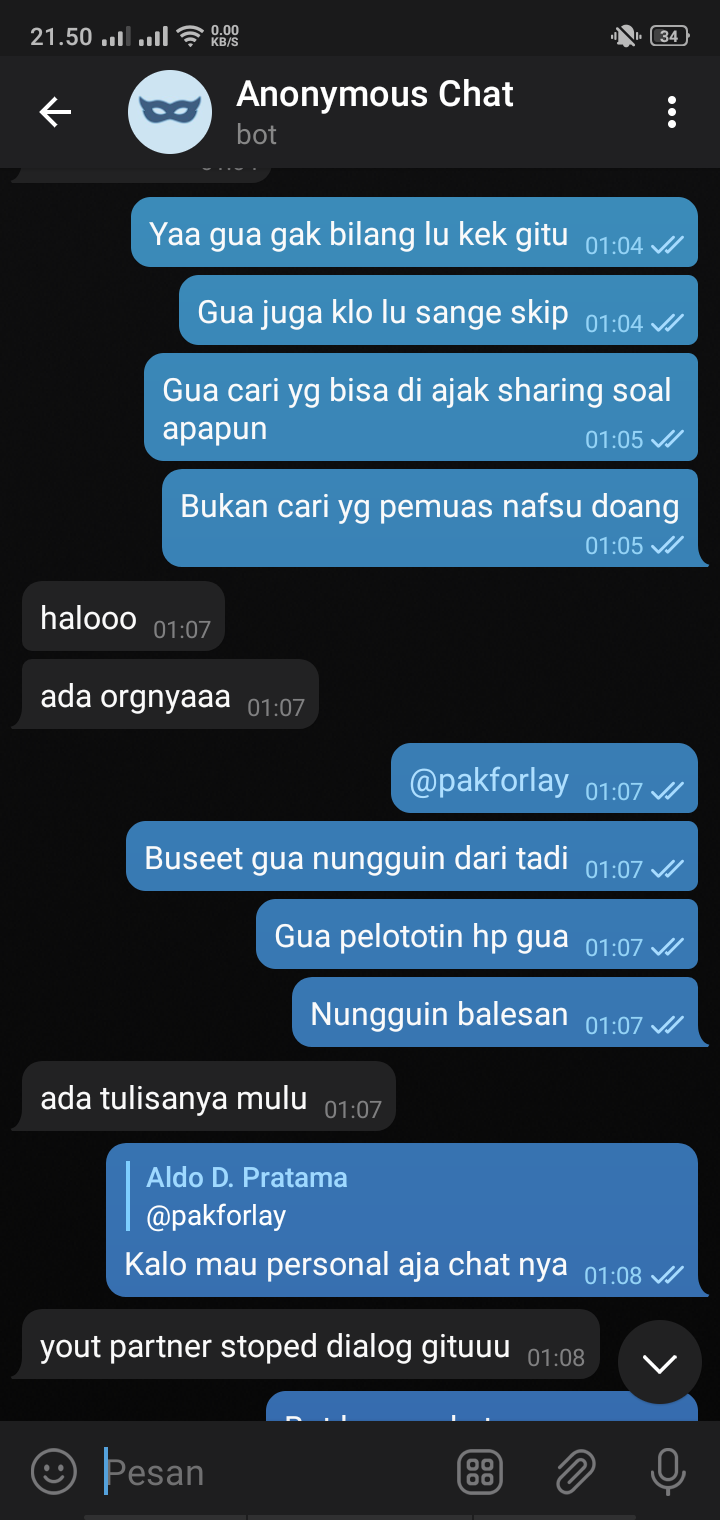 21.50
0.00
KB/S
34
Anonymous Chat
bot
Yaa gua gak bilang lu kek gitu 01:04
Gua juga klo lu sange skip 01:04
Gua cari yg bisa di ajak sharing soal
apapun 01:05
Bukan cari yg pemuas nafsu doang
01:05
halooo 01:07
ada orgnyaaa 01:07
@pakforlay 01:07
Buseet gua nungguin dari tadi 01:07
Gua pelototin hp gua 01:07
Nungguin balesan 01:07
ada tulisanya mulu 01:07
Aldo D. Pratama
@pakforlay
Kalo mau personal aja chat nya 01:08
yout partner stoped dialog gituuu 01:08
Pesan